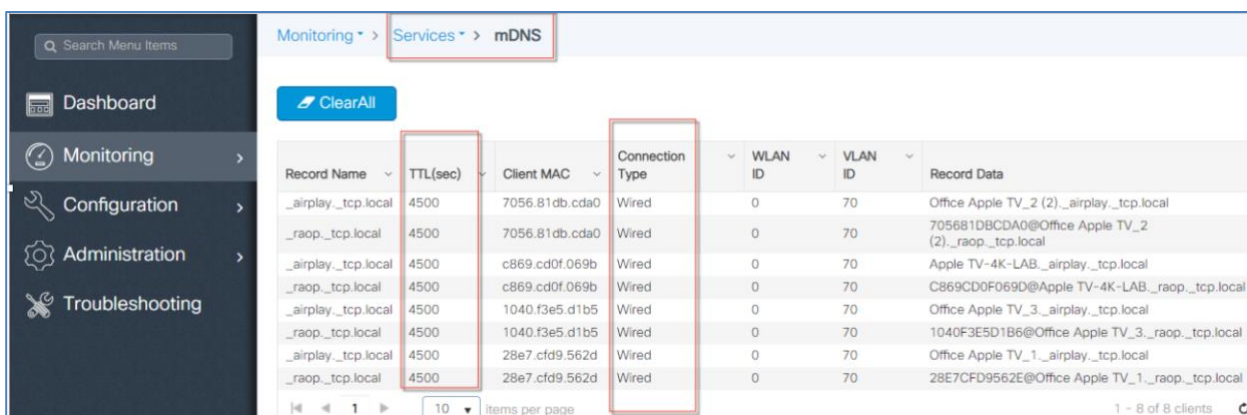 Search Menu Items
Dashboard
Monitoring
Configuration
Administration
Troubleshooting
Monitoring > Services > mDNS
ClearAll
Record Name TTL(sec) Client MAC Connection Type WLAN ID VLAN ID Record Data
_airplay._tcp.local 4500 7056.81db.cda0 Wired 0 70 Office Apple TV_2 (2)._airplay._tcp.local
_raop._tcp.local 4500 7056.81db.cda0 Wired 0 70 705681DBCDA0@Office Apple TV_2
(2)._raop._tcp.local
_airplay._tcp.local 4500 c869.cd0f.069b Wired 0 70 Apple TV-4K-LAB._airplay._tcp.local
_raop._tcp.local 4500 c869.cd0f.069b Wired 0 70 C869CD0F069D@Apple TV-4K-LAB._raop._tcp.local
_airplay._tcp.local 4500 1040.f3e5.d1b5 Wired 0 70 Office Apple TV_3._airplay._tcp.local
_raop._tcp.local 4500 1040.f3e5.d1b5 Wired 0 70 1040F3E5D1B6@Office Apple TV_3._raop._tcp.local
_airplay._tcp.local 4500 28e7.cfd9.562d Wired 0 70 Office Apple TV_1._airplay._tcp.local
_raop._tcp.local 4500 28e7.cfd9.562d Wired 0 70 28E7CFD9562E@Office Apple TV_1._raop._tcp.local
1 10 items per page 1 - 8 of 8 clients